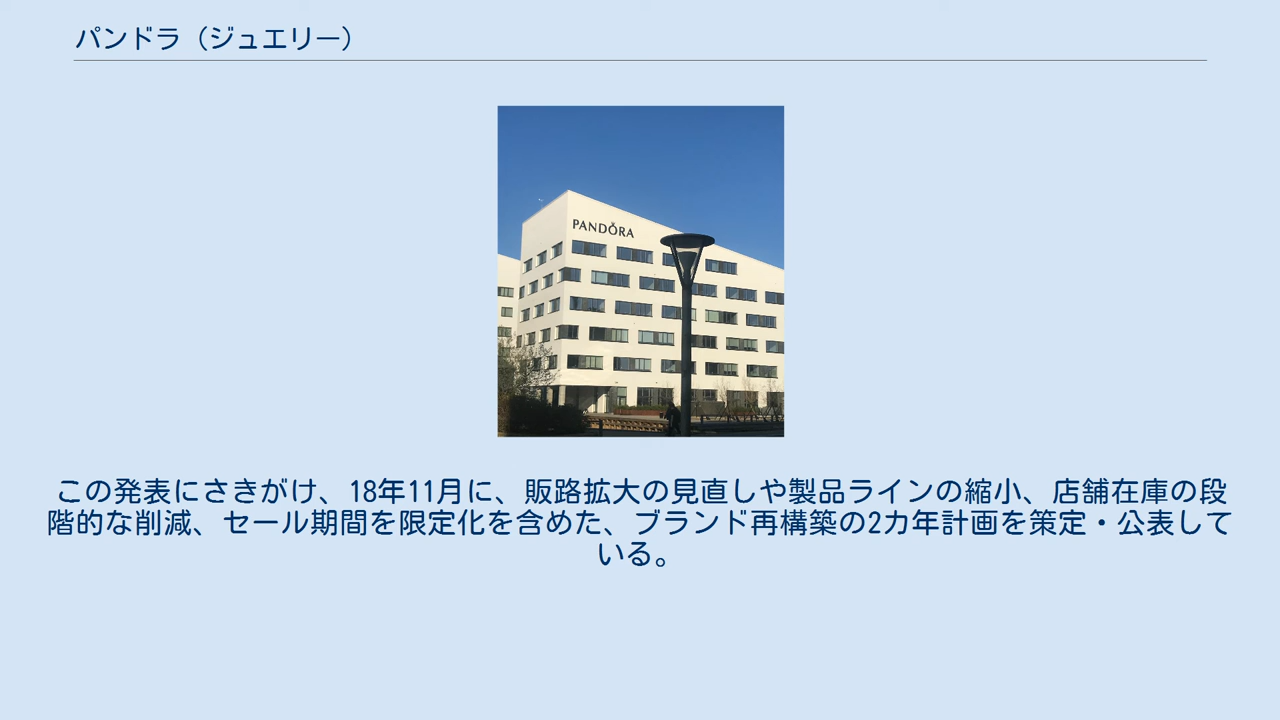 パンドラ（ジュエリー）
PANDORA
この発表にさきがけ、18年11月に、販路拡大の見直しや製品ラインの縮小、店舗在庫の段
階的な削減、セール期間を限定化を含めた、ブランド再構築の2カ年計画を策定・公表して
いる。